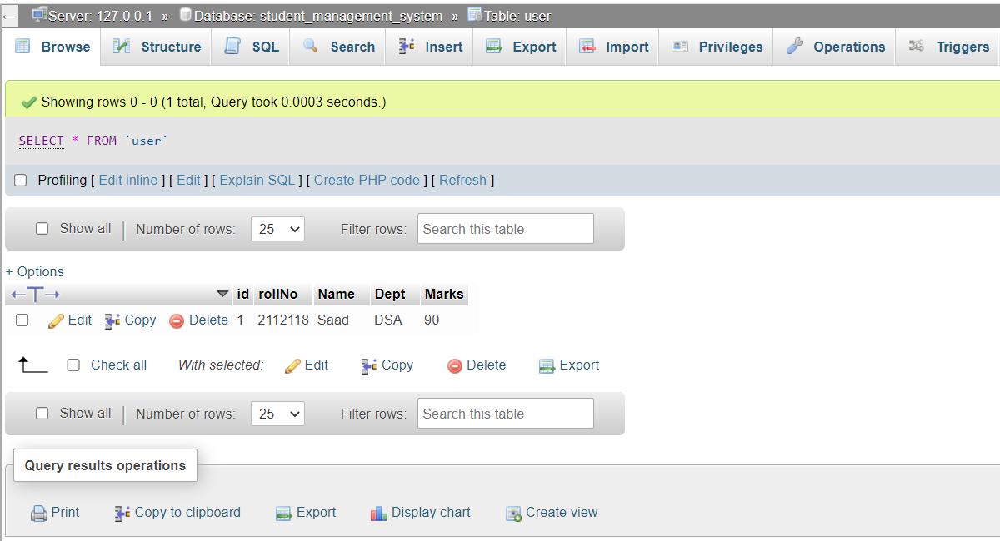 Server: 127.0.0.1 » Database: student_management_system » Table: user
Browse Structure SQL Search Insert Export Import Privileges Operations Triggers
Showing rows 0 - 0 (1 total, Query took 0.0003 seconds.)
SELECT * FROM `user`
Profiling [ Edit inline ] [ Edit ] [ Explain SQL ] [ Create PHP code ] [ Refresh ]
Show all | Number of rows: 25 Filter rows: Search this table
+ Options
←T→ id rollNo Name Dept Marks
Edit Copy Delete 1 2112118 Saad DSA 90
Check all With selected: Edit Copy Delete Export
Show all | Number of rows: 25 Filter rows: Search this table
Query results operations
Print Copy to clipboard Export Display chart Create view